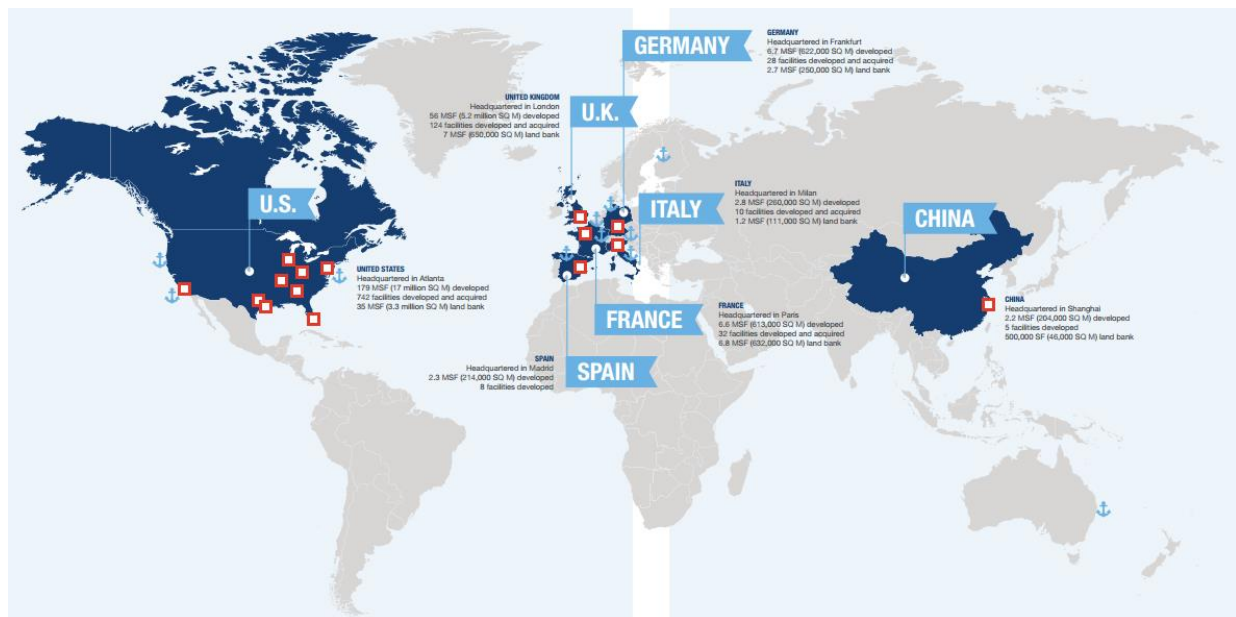 GERMANY
GERMANY
Headquartered in Frankfurt
6.7 MSF (622,000 SQ M) developed
28 facilities developed and acquired
2.7 MSF (250,000 SQ M) land bank
U.K.
UNITED KINGDOM
Headquartered in London
56 MSF (5.2 million SQ M) developed
124 facilities developed and acquired
7 MSF (650,000 SQ M) land bank
U.S.
UNITED STATES
Headquartered in Atlanta
179 MSF (17 million SQ M) developed
742 facilities developed and acquired
35 MSF (3.3 million SQ M) land bank
ITALY
ITALY
Headquartered in Milan
2.8 MSF (260,000 SQ M) developed
10 facilities developed and acquired
1.2 MSF (111,000 SQ M) land bank
CHINA
CHINA
Headquartered in Shanghai
2.2 MSF (204,000 SQ M) developed
5 facilities developed
500,000 SF (46,000 SQ M) land bank
FRANCE
FRANCE
Headquartered in Paris
6.6 MSF (613,000 SQ M) developed
32 facilities developed and acquired
6.8 MSF (632,000 SQ M) land bank
SPAIN
SPAIN
Headquartered in Madrid
2.3 MSF (214,000 SQ M) developed
8 facilities developed